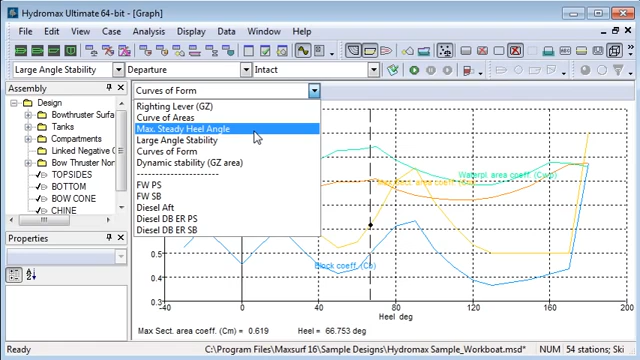 Hydromax Ultimate 64-bit - [Graph]
File Edit View Case Analysis Display Data Window Help
Large Angle Stability Departure Intact
Assembly
Design
Bowthruster Surface
Tanks
Compartments
Linked Negative C
Bow Thruster Non
TOPSIDES
BOTTOM
BOW CONE
CHINE
Properties
Curves of Form
Righting Lever (GZ)
Curve of Areas
Max. Steady Heel Angle
Large Angle Stability
Curves of Form
Dynamic stability (GZ area)
--------------------
FW PS
FW SB
Diesel Aft
Diesel DB ER PS
Diesel DB ER SB
Waterpl. area coeff. (Cwp)
Block coeff. (Cb)
0.5
0.4
0.3
-40 0 40 80 120 160 200
Heel deg
Max Sect. area coeff. (Cm) = 0.619 Heel = 66.753 deg
Ready C:\Program Files\Maxsurf 16\Sample Designs\Hydromax Sample_Workboat.msd* NUM 54 stations; Ski